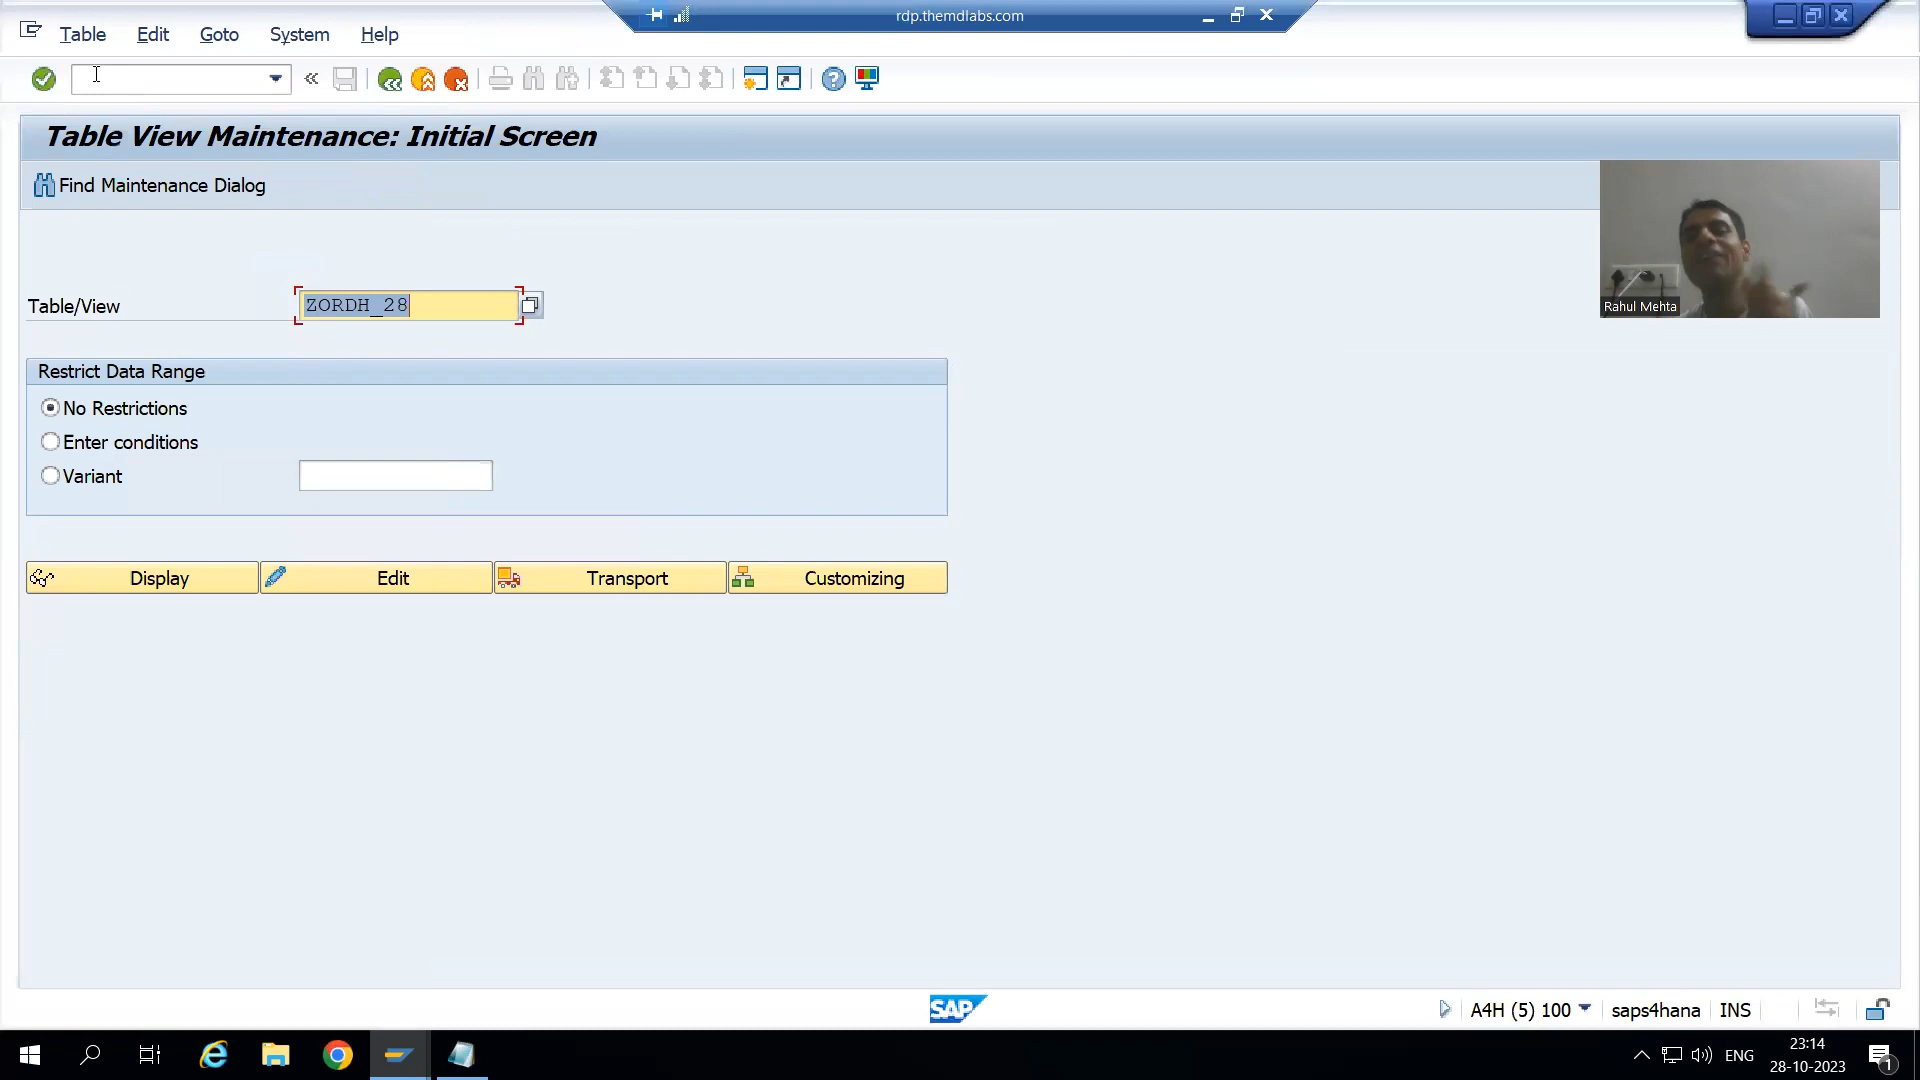 rdp.themdlabs.com
Table Edit Goto System Help
Table View Maintenance: Initial Screen
Find Maintenance Dialog
Rahul Mehta
Table/View ZORDH_28
Restrict Data Range
No Restrictions
Enter conditions
Variant
Display Edit Transport Customizing
SAP
A4H (5) 100 saps4hana INS
ENG
23:14
28-10-2023
1